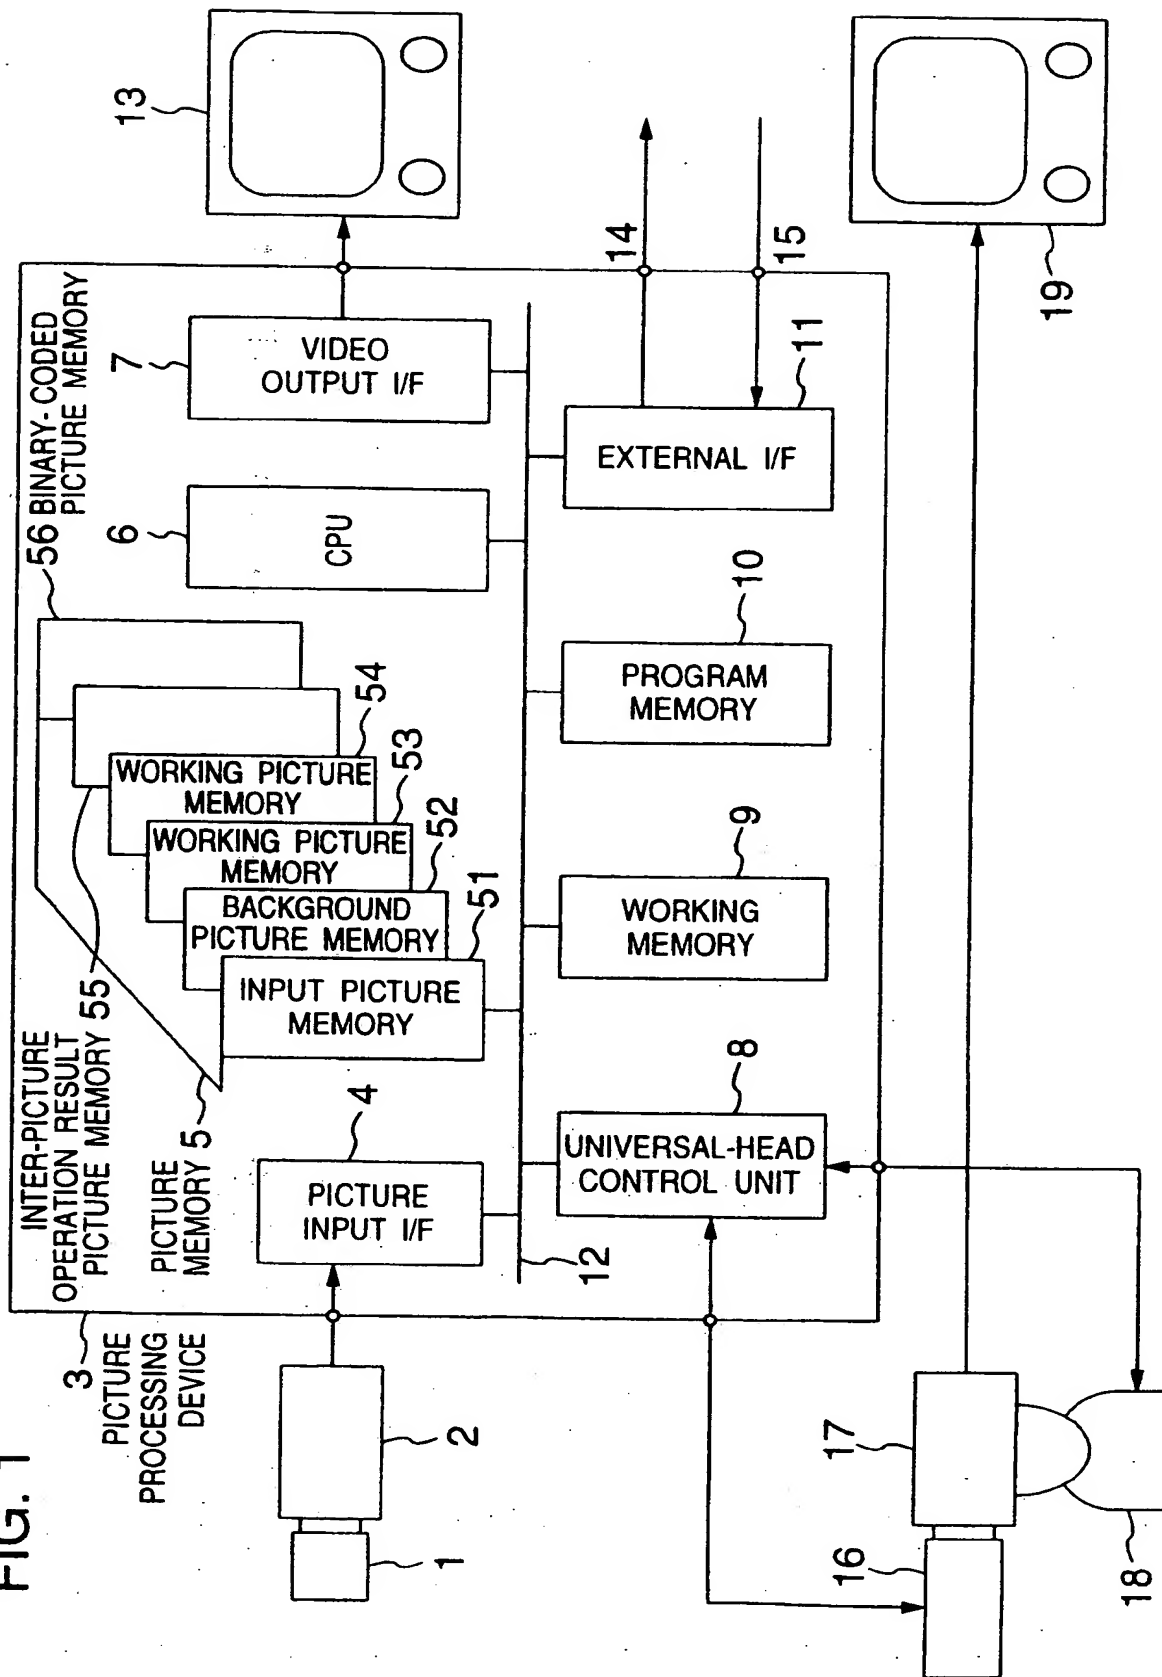 FIG. 1
3
PICTURE
PROCESSING
DEVICE
1
2
INTER-PICTURE
OPERATION RESULT
PICTURE MEMORY 55
PICTURE
MEMORY 5
56 BINARY-CODED
PICTURE MEMORY
WORKING PICTURE
MEMORY
54
WORKING PICTURE
MEMORY
53
BACKGROUND
PICTURE MEMORY
52
INPUT PICTURE
MEMORY
51
4
PICTURE
INPUT I/F
6
CPU
7
VIDEO
OUTPUT I/F
13
12
8
UNIVERSAL-HEAD
CONTROL UNIT
9
WORKING
MEMORY
10
PROGRAM
MEMORY
11
EXTERNAL I/F
14
15
16
17
18
19